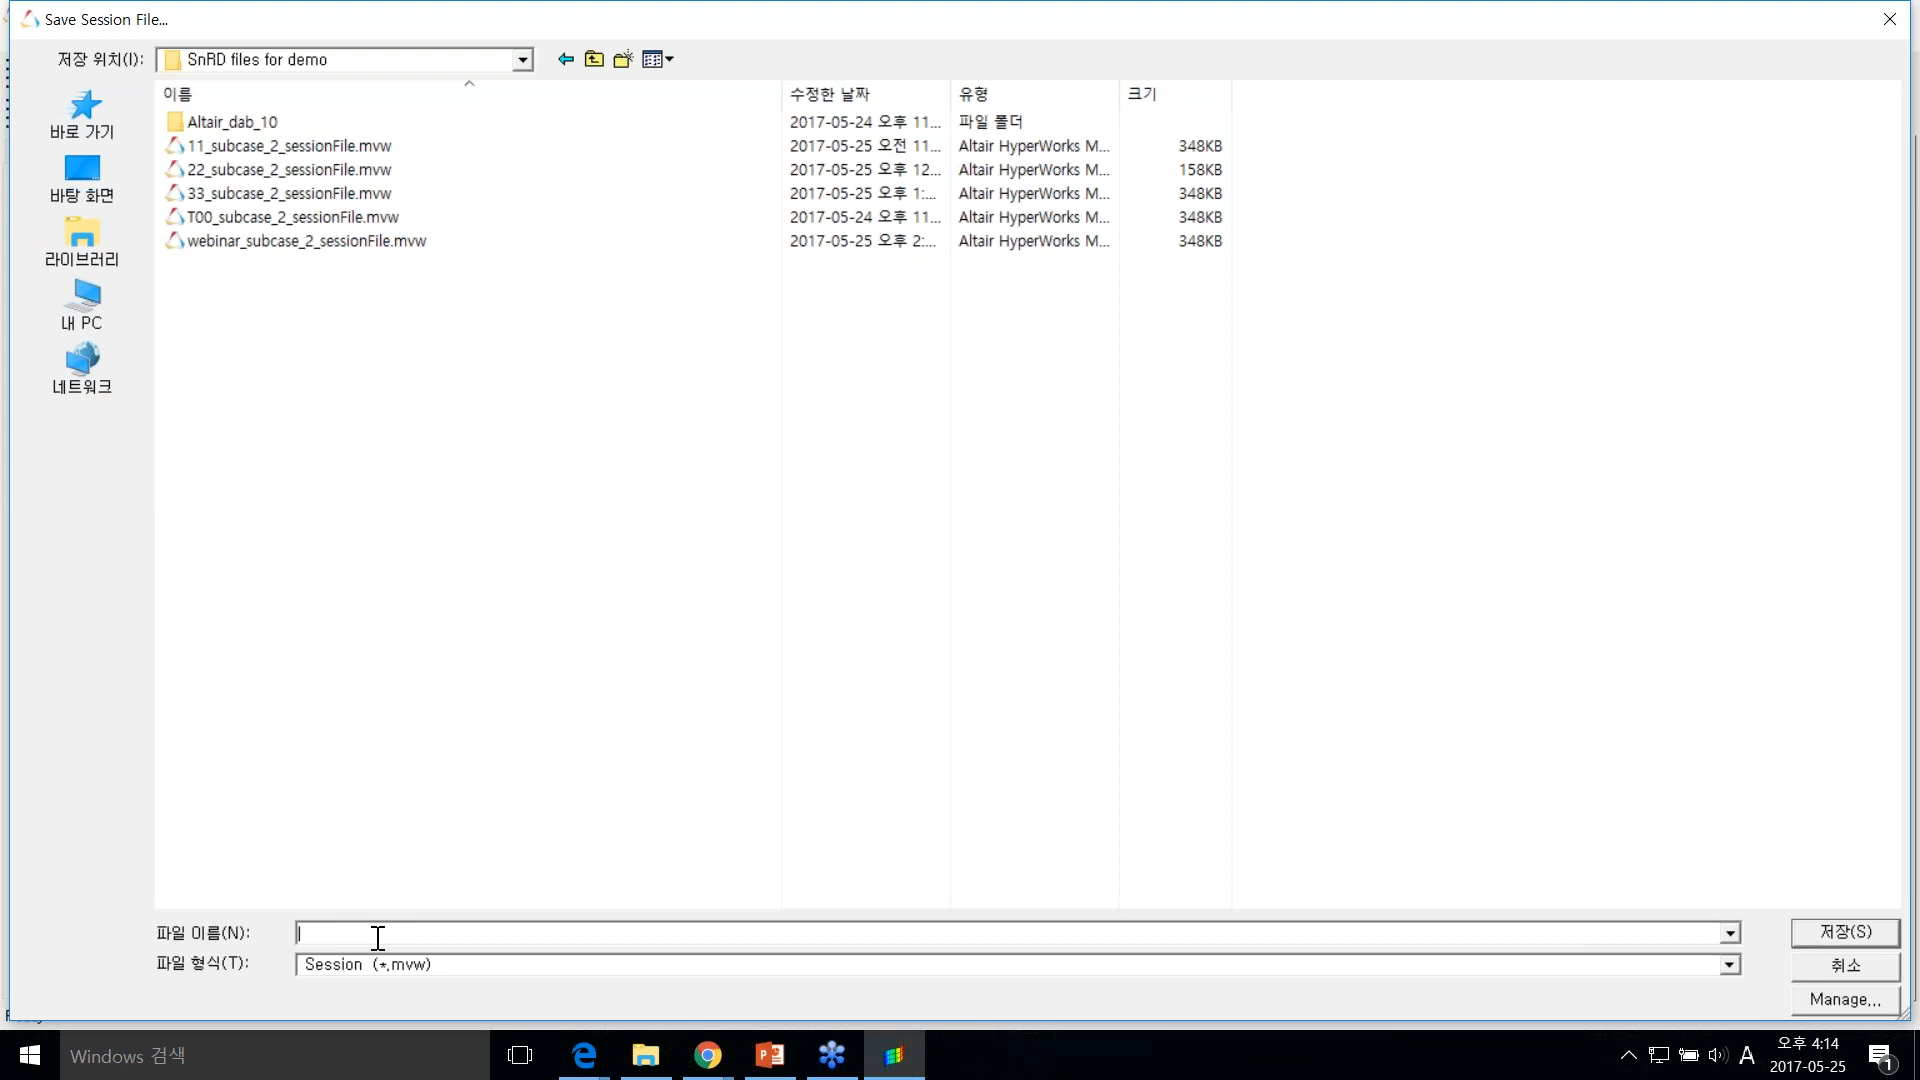 Save Session File...
저장 위치(I):
SnRD files for demo
바로 가기
바탕 화면
라이브러리
내 PC
네트워크
이름 수정한 날짜 유형 크기
Altair_dab_10 2017-05-24 오후 11... 파일 폴더
11_subcase_2_sessionFile.mvw 2017-05-25 오전 11... Altair HyperWorks M... 348KB
22_subcase_2_sessionFile.mvw 2017-05-25 오후 12... Altair HyperWorks M... 158KB
33_subcase_2_sessionFile.mvw 2017-05-25 오후 1:... Altair HyperWorks M... 348KB
T00_subcase_2_sessionFile.mvw 2017-05-24 오후 11... Altair HyperWorks M... 348KB
webinar_subcase_2_sessionFile.mvw 2017-05-25 오후 2:... Altair HyperWorks M... 348KB
파일 이름(N): 저장(S)
파일 형식(T): Session (*.mvw) 취소
Manage...
Windows 검색
A
오후 4:14
2017-05-25
1